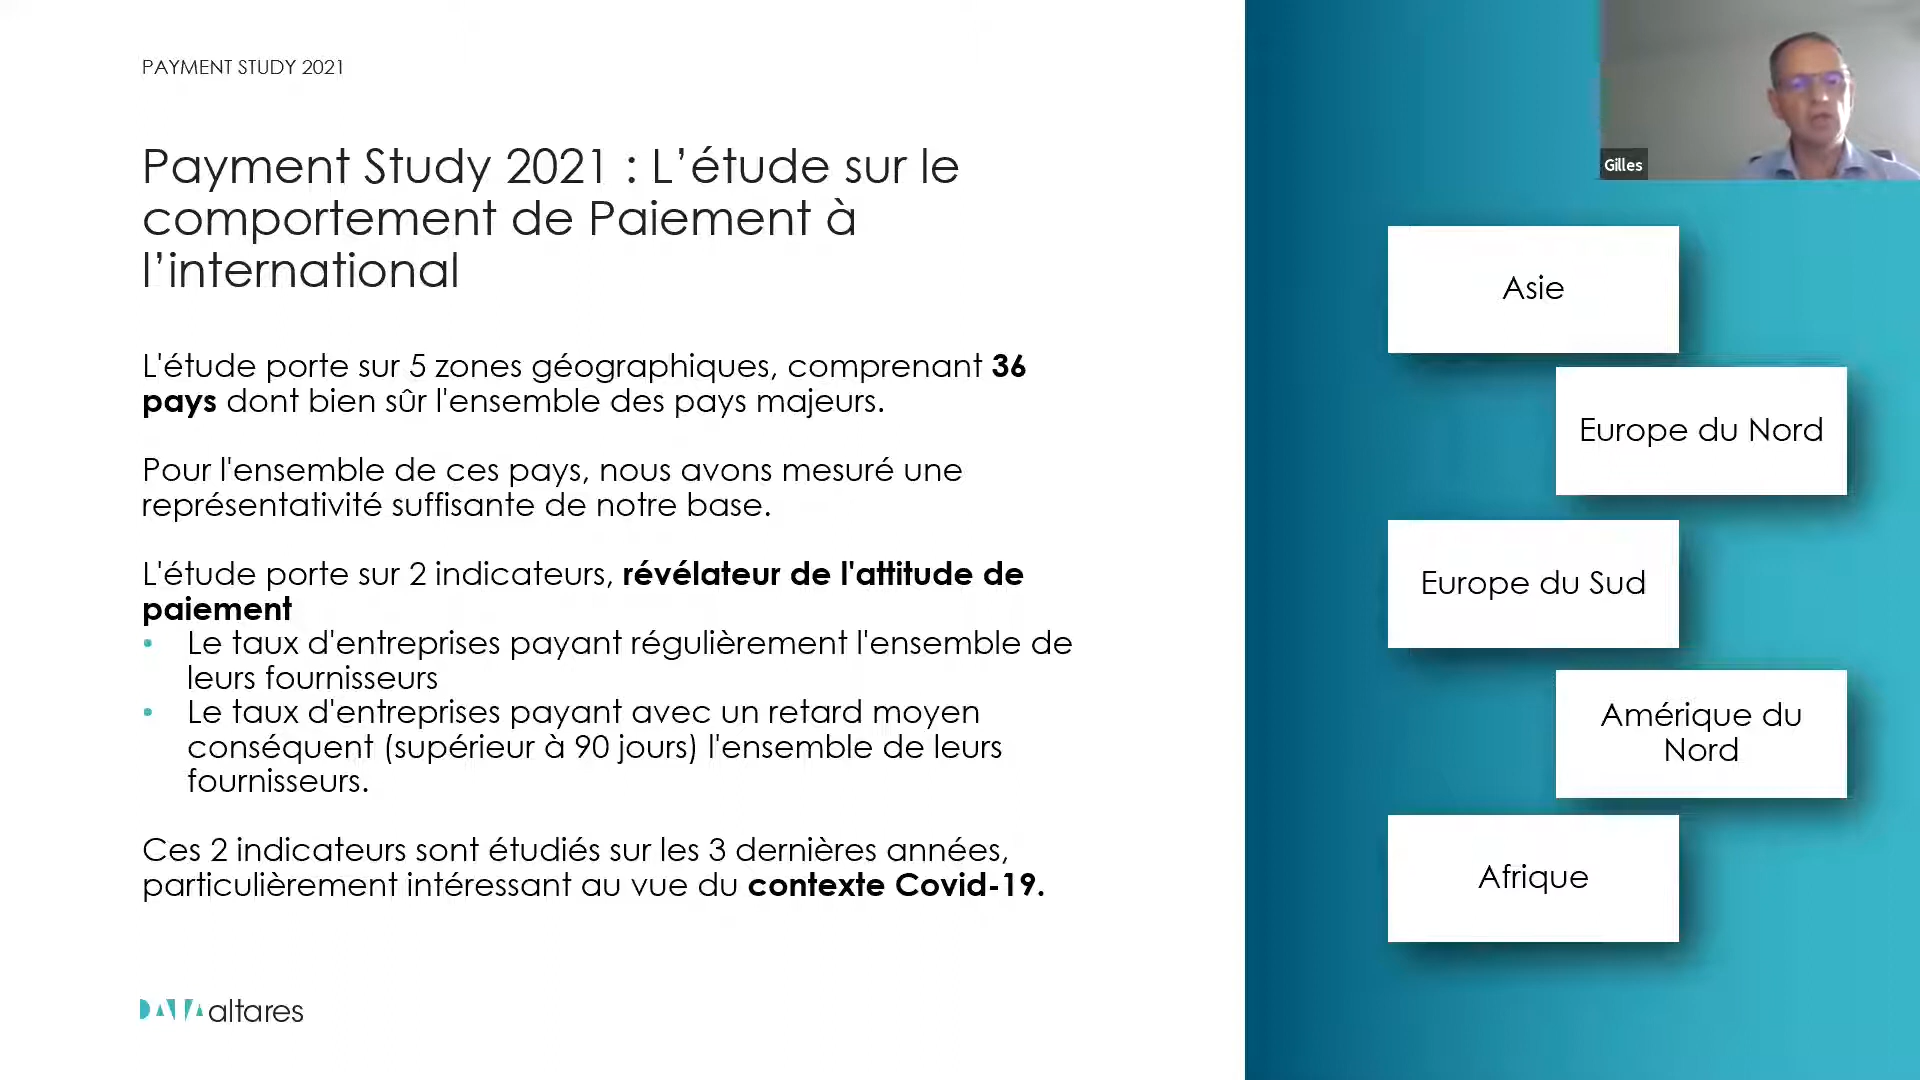 PAYMENT STUDY 2021
Payment Study 2021 : L’étude sur le
comportement de Paiement à
l’international
L'étude porte sur 5 zones géographiques, comprenant 36
pays dont bien sûr l'ensemble des pays majeurs.
Pour l'ensemble de ces pays, nous avons mesuré une
représentativité suffisante de notre base.
L'étude porte sur 2 indicateurs, révélateur de l'attitude de
paiement
• Le taux d'entreprises payant régulièrement l'ensemble de
leurs fournisseurs
• Le taux d'entreprises payant avec un retard moyen
conséquent (supérieur à 90 jours) l'ensemble de leurs
fournisseurs.
Ces 2 indicateurs sont étudiés sur les 3 dernières années,
particulièrement intéressant au vue du contexte Covid-19.
DATA altares
Gilles
Asie
Europe du Nord
Europe du Sud
Amérique du
Nord
Afrique